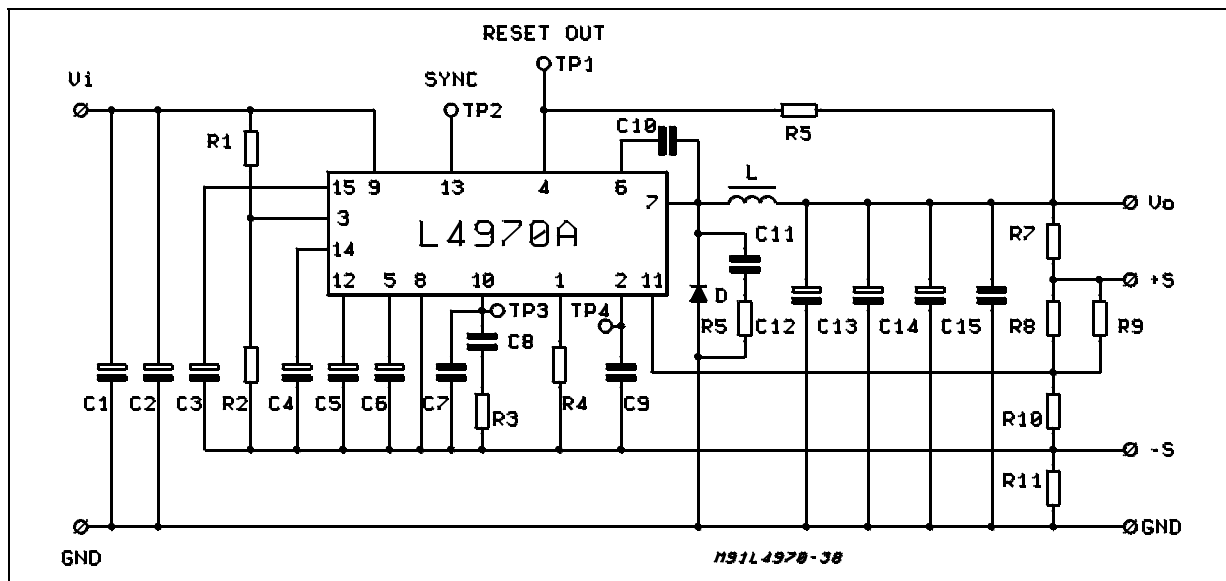 RESET OUT
TP1
Vi
SYNC
TP2
C10
R5
R1
L
15 9 13 4 6
7
Vo
3
L4970A
14
C11
R7
12 5 8 10 1 2 11
+S
TP3
TP4
D
R5
C12 C13 C14 C15 R8 R9
C8
C1 C2 C3 R2 C4 C5 C6 C7 R3 R4 C9
R10
-S
R11
GND
GND
M91L4970-38